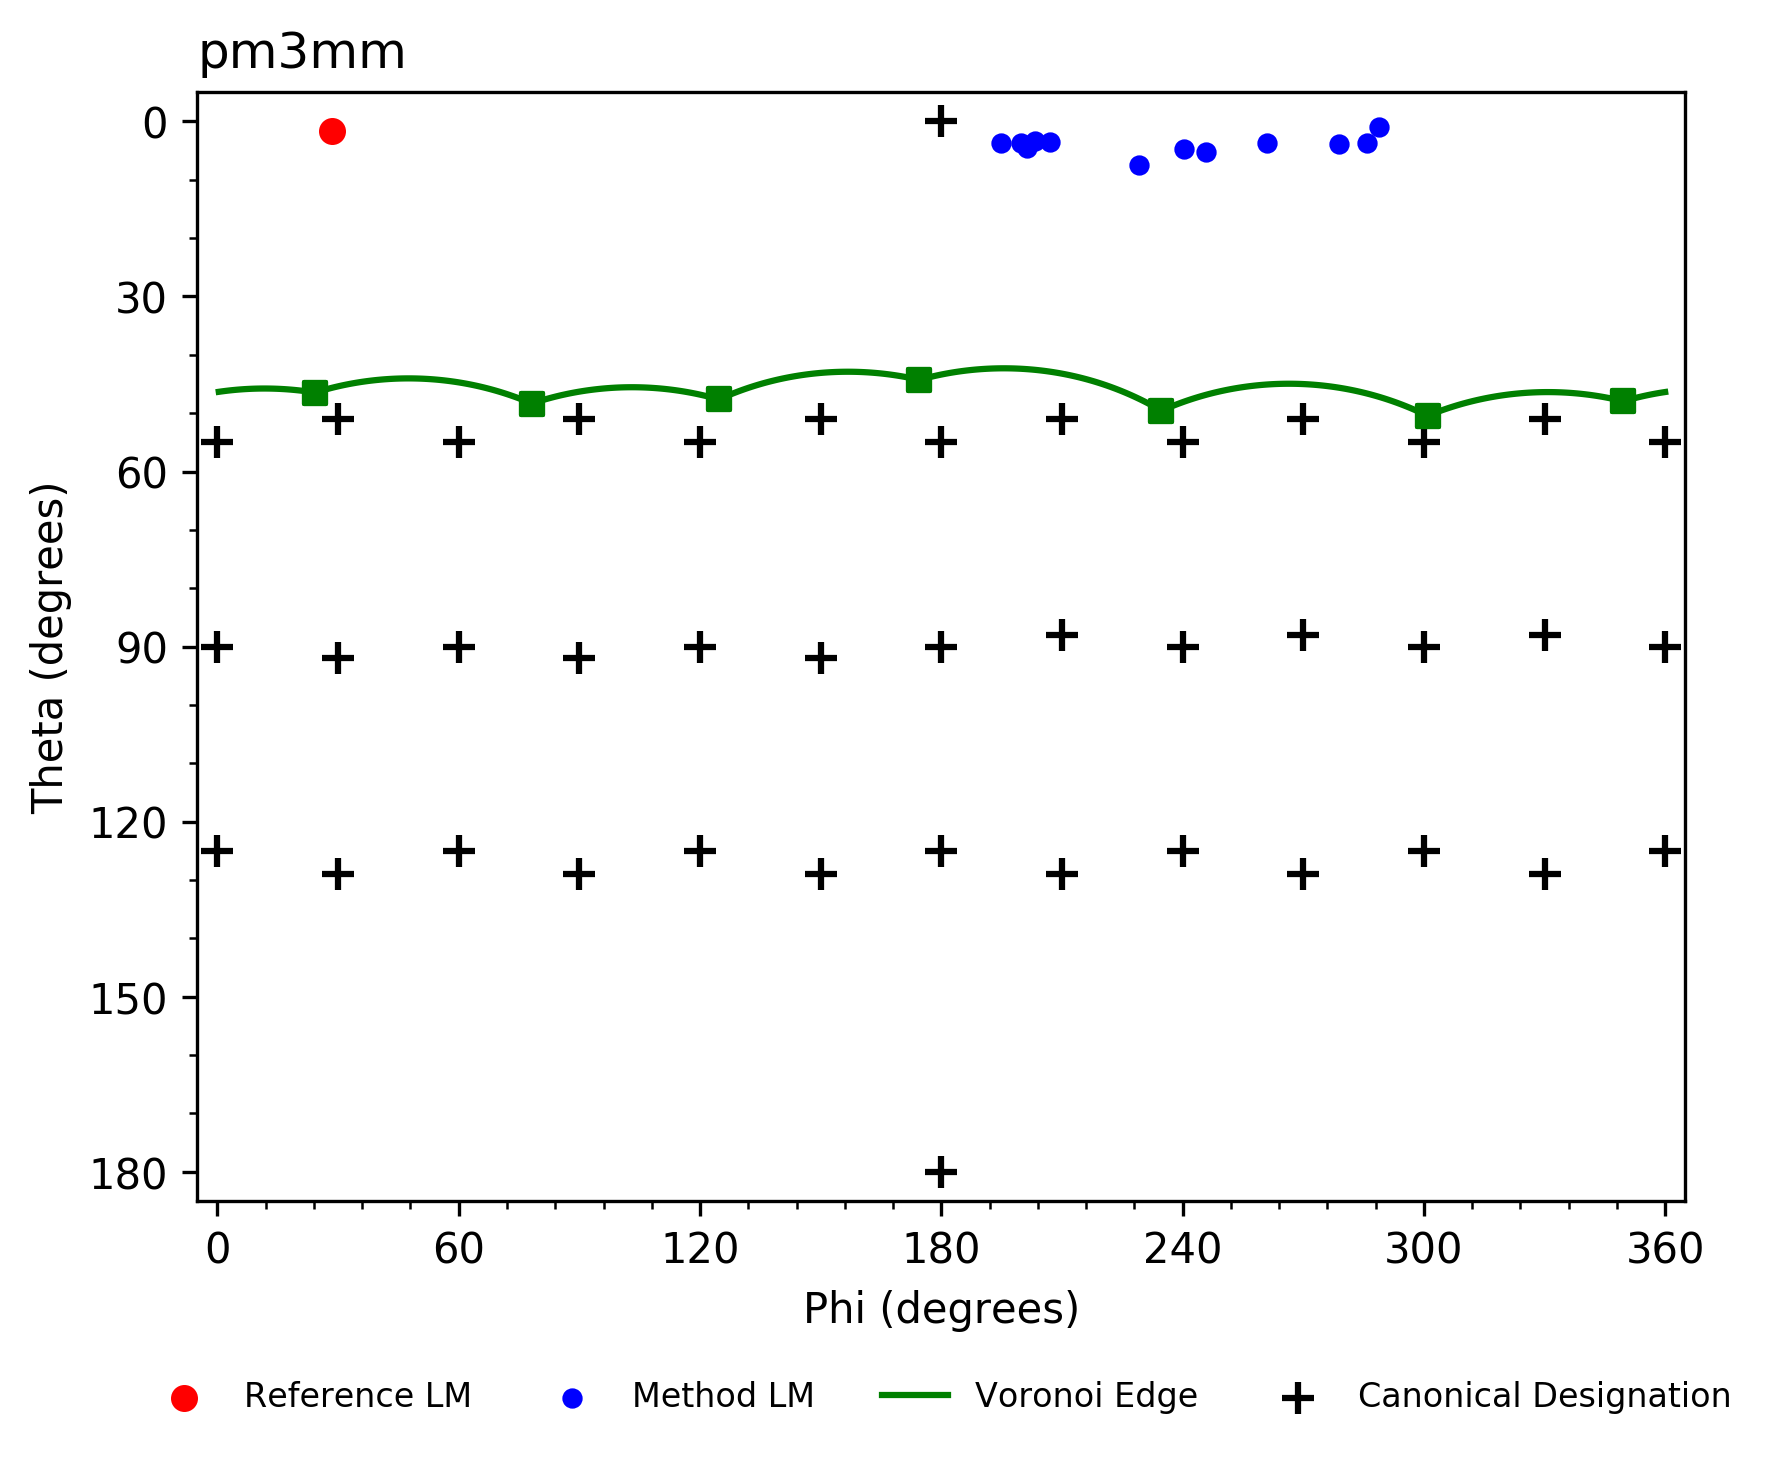 pm3mm
0
30
60
90
120
150
180
Theta (degrees)
0 60 120 180 240 300 360
Phi (degrees)
Reference LM Method LM Voronoi Edge Canonical Designation